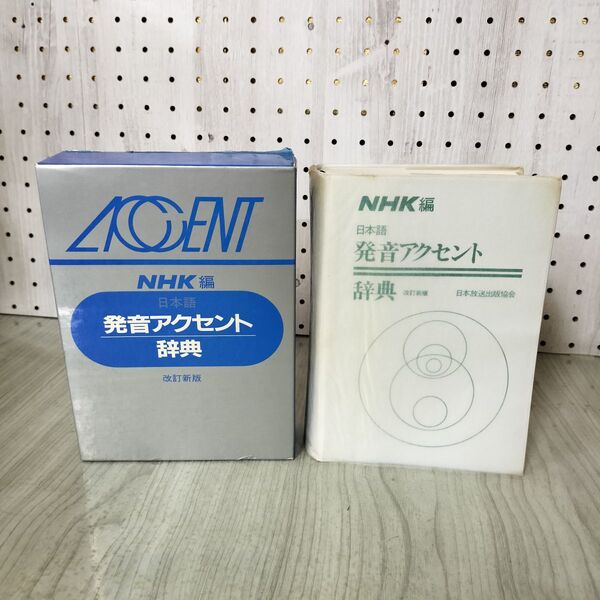 ACCENT
NHK編
日本語
発音アクセント
辞典
改訂新版
NHK編
日本語
発音アクセント
辞典 改訂新版 日本放送出版協会